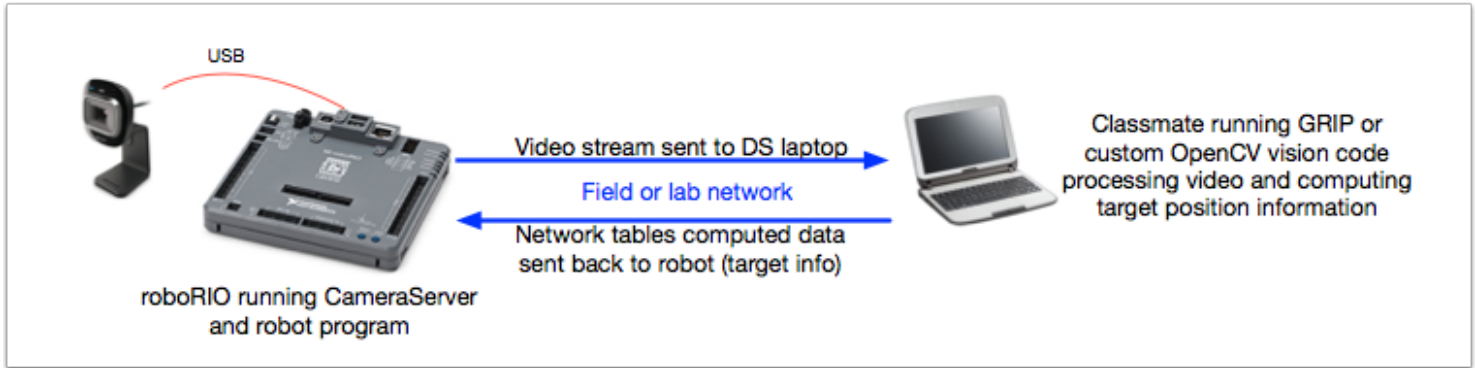 USB
Video stream sent to DS laptop
Field or lab network
Network tables computed data
sent back to robot (target info)
roboRIO running CameraServer
and robot program
Classmate running GRIP or
custom OpenCV vision code
processing video and computing
target position information